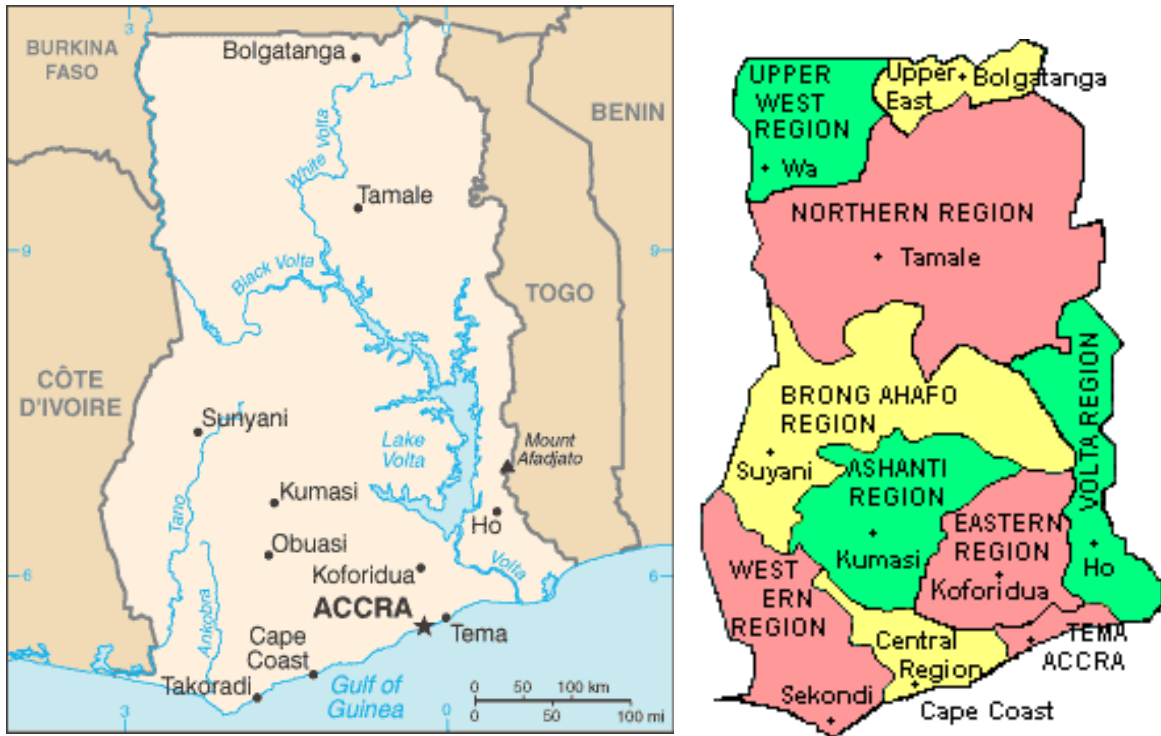 3
0
BURKINA
FASO
Bolgatanga
BENIN
White Volta
Tamale
9
9
Black Volta
TOGO
CÔTE
D'IVOIRE
Sunyani
Lake
Volta
Mount
Afadjato
Kumasi
Tano
Ho
Obuasi
Volta
Koforidua
6
6
ACCRA
Ankobra
Tema
Cape
Coast
Takoradi
Gulf of
Guinea
0 50 100 km
0 50 100 mi
3
0
UPPER
WEST
REGION
Upper
East
Bolgatanga
Wa
NORTHERN REGION
Tamale
BRONG AHAFO
REGION
VOLTA REGION
Suyani
ASHANTI
REGION
EASTERN
REGION
Kumasi
Ho
WEST
ERN
REGION
Koforidua
Central
Region
TEMA
ACCRA
Sekondi
Cape Coast